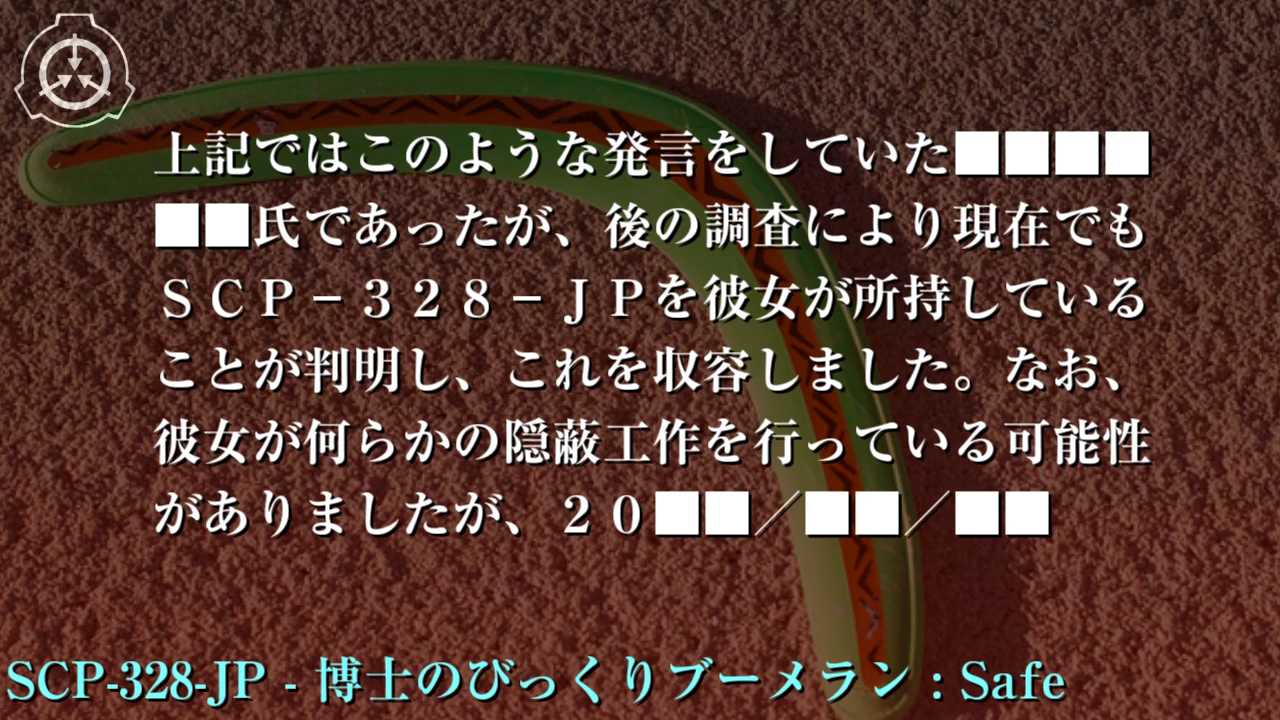 上記ではこのような発言をしていた■■■■
■■氏であったが、後の調査により現在でも
ＳＣＰ－３２８－ＪＰを彼女が所持している
ことが判明し、これを収容しました。なお、
彼女が何らかの隠蔽工作を行っている可能性
がありましたが、２０■■／■■／■■
SCP-328-JP - 博士のびっくりブーメラン : Safe